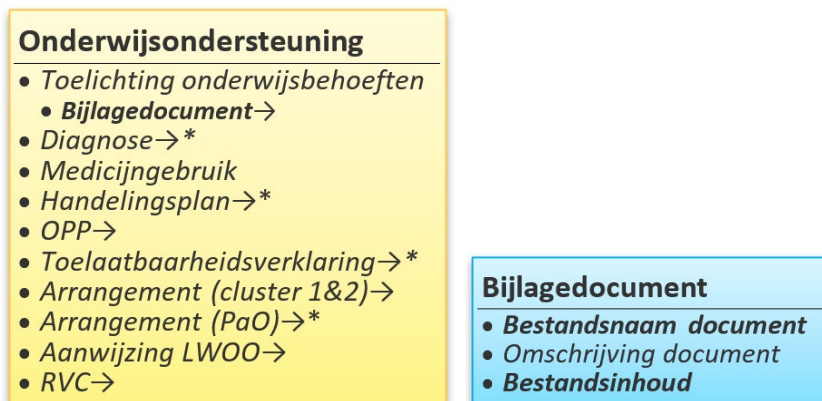 Onderwijsondersteuning
• Toelichting onderwijsbehoeften
• Bijlagedocument→
• Diagnose→*
• Medicijngebruik
• Handelingsplan→*
• OPP→
• Toelaatbaarheidsverklaring→*
• Arrangement (cluster 1&2)→
• Arrangement (PaO)→*
• Aanwijzing LWOO→
• RVC→
Bijlagedocument
• Bestandsnaam document
• Omschrijving document
• Bestandsinhoud